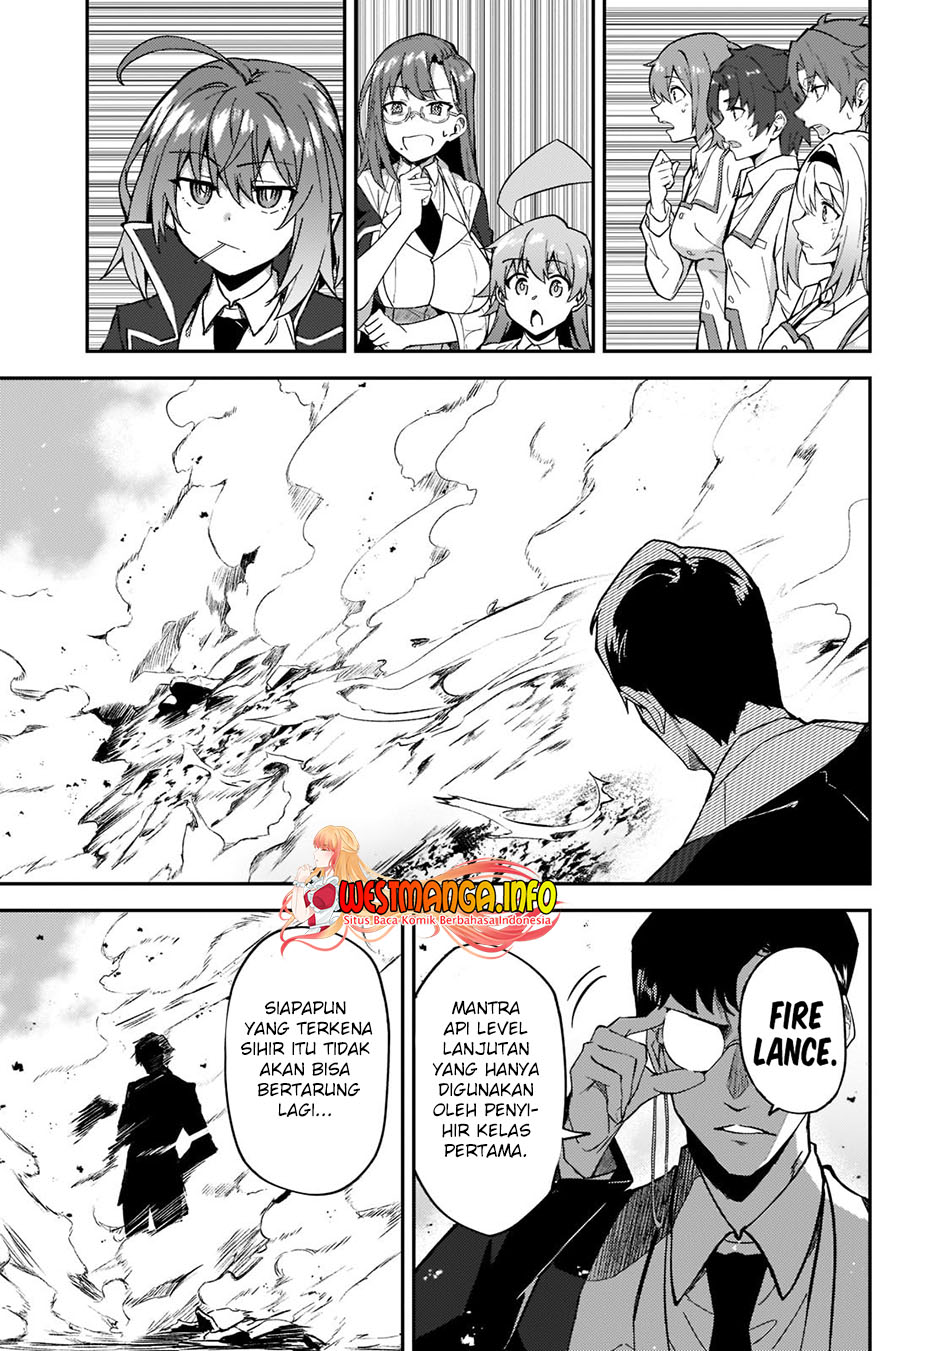 WESTMANGA.INFO
Situs Baca Komik Berbahasa Indonesia
FIRE
LANCE.
MANTRA
API LEVEL
LANJUTAN
YANG HANYA
DIGUNAKAN
OLEH PENYI-
HIR KELAS
PERTAMA.
SIAPAPUN
YANG TERKENA
SIHIR ITU TIDAK
AKAN BISA
BERTARUNG
LAGI...